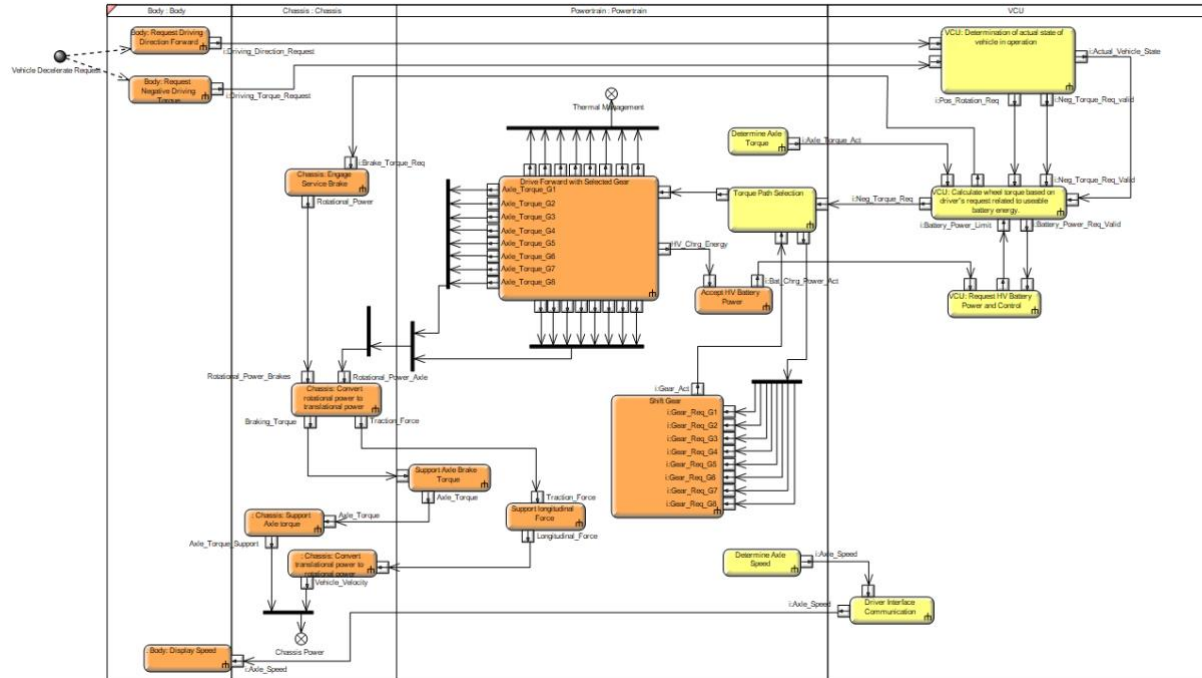 Body : Body
Chassis : Chassis
Powertrain : Powertrain
VCU
Vehicle Decelerate Request
Body: Request Driving
Direction Forward
i:Driving_Direction_Request
Body: Request
Negative Driving
Torque
i:Driving_Torque_Request
VCU: Determination of actual state of
vehicle in operation
i:Actual_Vehicle_State
i:Pos_Rotation_Req
i:Neg_Torque_Req_valid
Thermal Management
Determine Axle
Torque
i:Axle_Torque_Act
i:Brake_Torque_Req
Chassis: Engage
Service Brake
Rotational_Power
Drive Forward with Selected Gear
Axle_Torque_G1
Axle_Torque_G2
Axle_Torque_G3
Axle_Torque_G4
Axle_Torque_G5
Axle_Torque_G6
Axle_Torque_G7
Axle_Torque_G8
HV_Chrg_Energy
Torque Path Selection
i:Neg_Torque_Req
i:Neg_Torque_Req_Valid
VCU: Calculate wheel torque based on
driver's request related to useable
battery energy.
i:Battery_Power_Limit
i:Battery_Power_Req_Valid
i:Bat_Chrg_Power_Act
Accept HV Battery
Power
VCU: Request HV Battery
Power and Control
Rotational_Power_Brakes
Rotational_Power_Axle
Chassis: Convert
rotational power to
translational power
Braking_Torque
Traction_Force
i:Gear_Act
Shift Gear
i:Gear_Req_G1
i:Gear_Req_G2
i:Gear_Req_G3
i:Gear_Req_G4
i:Gear_Req_G5
i:Gear_Req_G6
i:Gear_Req_G7
i:Gear_Req_G8
Support Axle Brake
Torque
Axle_Torque
Traction_Force
Support longitudinal
Force
Longitudinal_Force
: Chassis: Support
Axle torque
Axle_Torque
Axle_Torque_Support
: Chassis: Convert
translational power to
rotational power
Vehicle_Velocity
Chassis Power
Determine Axle
Speed
i:Axle_Speed
Driver Interface
Communication
i:Axle_Speed
: Body: Display Speed
i:Axle_Speed